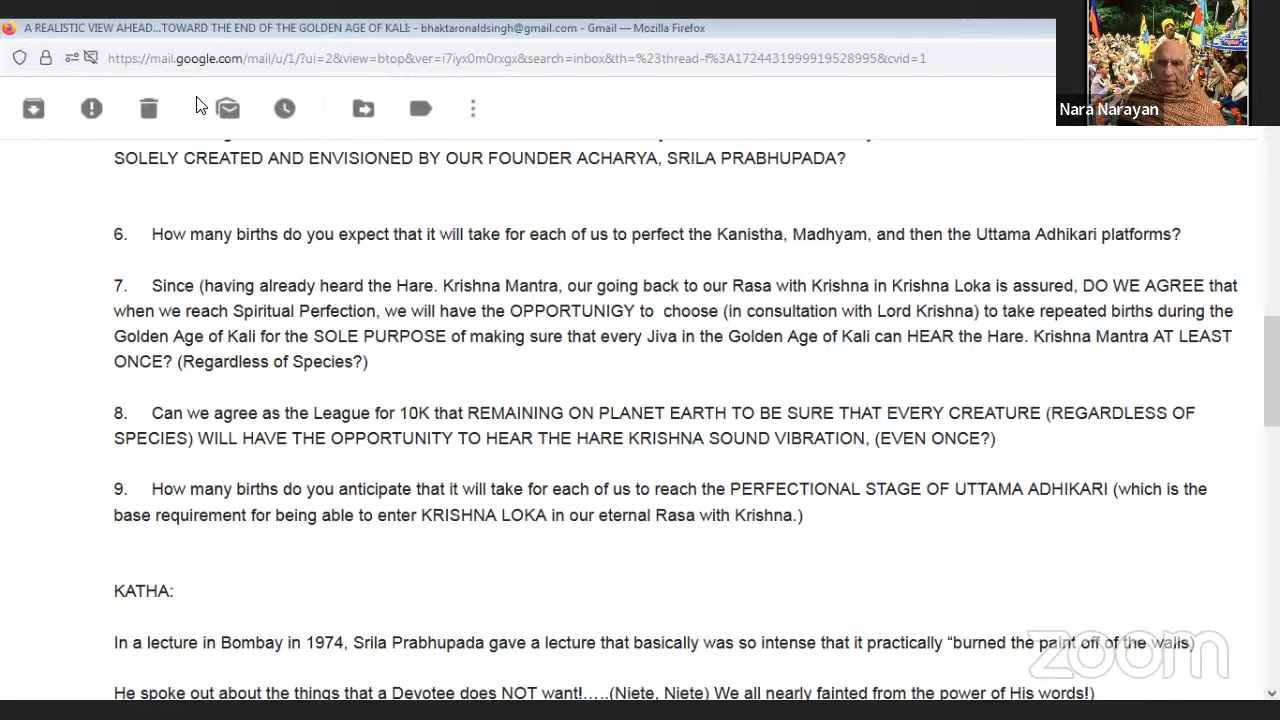 A REALISTIC VIEW AHEAD...TOWARD THE END OF THE GOLDEN AGE OF KALI: - bhaktaronaldsingh@gmail.com - Gmail — Mozilla Firefox
https://mail.google.com/mail/u/1/?ui=2&view=btop&ver=i7iyx0m0rxgx&search=inbox&th=%23thread-f%3A1724431999919528995&cvid=1
Nara Narayan
SOLELY CREATED AND ENVISIONED BY OUR FOUNDER ACHARYA, SRILA PRABHUPADA?
6. How many births do you expect that it will take for each of us to perfect the Kanistha, Madhyam, and then the Uttama Adhikari platforms?
7. Since (having already heard the Hare. Krishna Mantra, our going back to our Rasa with Krishna in Krishna Loka is assured, DO WE AGREE that
when we reach Spiritual Perfection, we will have the OPPORTUNIGY to choose (in consultation with Lord Krishna) to take repeated births during the
Golden Age of Kali for the SOLE PURPOSE of making sure that every Jiva in the Golden Age of Kali can HEAR the Hare. Krishna Mantra AT LEAST
ONCE? (Regardless of Species?)
8. Can we agree as the League for 10K that REMAINING ON PLANET EARTH TO BE SURE THAT EVERY CREATURE (REGARDLESS OF
SPECIES) WILL HAVE THE OPPORTUNITY TO HEAR THE HARE KRISHNA SOUND VIBRATION, (EVEN ONCE?)
9. How many births do you anticipate that it will take for each of us to reach the PERFECTIONAL STAGE OF UTTAMA ADHIKARI (which is the
base requirement for being able to enter KRISHNA LOKA in our eternal Rasa with Krishna.)
KATHA:
In a lecture in Bombay in 1974, Srila Prabhupada gave a lecture that basically was so intense that it practically “burned the paint off of the walls)
He spoke out about the things that a Devotee does NOT want!.....(Niete, Niete) We all nearly fainted from the power of His words!)
zoom